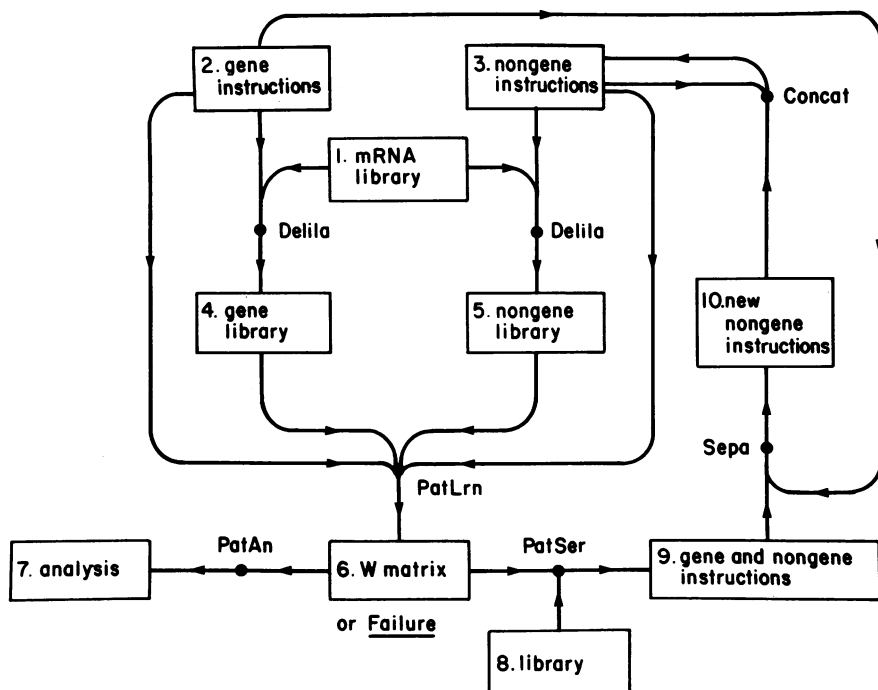 2. gene
instructions
3. nongene
instructions
Concat
1. mRNA
library
Delila
Delila
4. gene
library
5. nongene
library
10. new
nongene
instructions
Sepa
PatLrn
PatAn
PatSer
7. analysis
6. W matrix
9. gene and nongene
instructions
or Failure
8. library